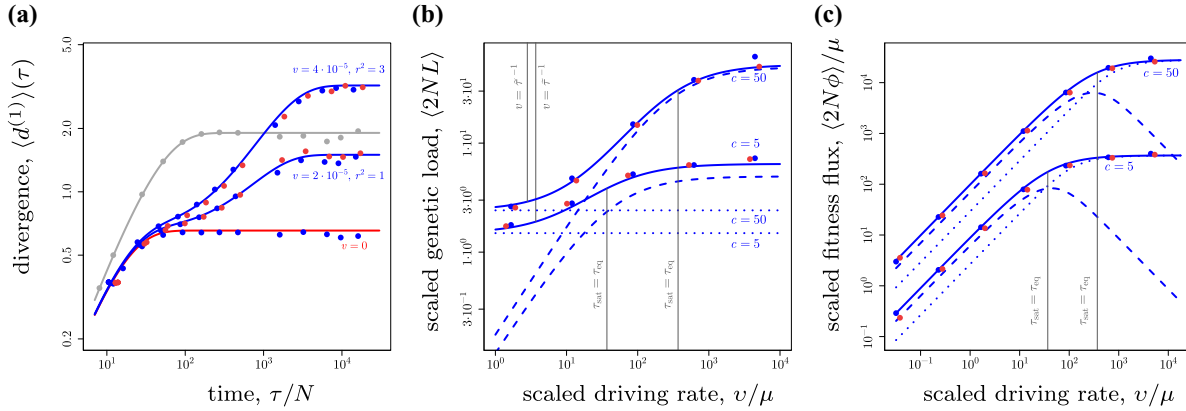 (a)
5.0
2.0
1.0
0.5
0.2
divergence, ⟨d⁽¹⁾⟩(τ)
υ = 4 · 10⁻⁵, r² = 3
υ = 2 · 10⁻⁵, r² = 1
υ = 0
10¹ 10² 10³ 10⁴
time, τ/N
(b)
3·10¹
1·10¹
3·10⁰
1·10⁰
3·10⁻¹
scaled genetic load, ⟨2NL⟩
υ = τ̄⁻¹
υ = τ̄⁻¹
c = 50
c = 5
c = 50
c = 5
τsat = τeq
τsat = τeq
10⁰ 10¹ 10² 10³ 10⁴
scaled driving rate, υ/μ
(c)
10⁴
10³
10²
10¹
10⁰
10⁻¹
scaled fitness flux, ⟨2Nϕ⟩/μ
c = 50
c = 5
τsat = τeq
τsat = τeq
10⁻¹ 10⁰ 10¹ 10² 10³ 10⁴
scaled driving rate, υ/μ